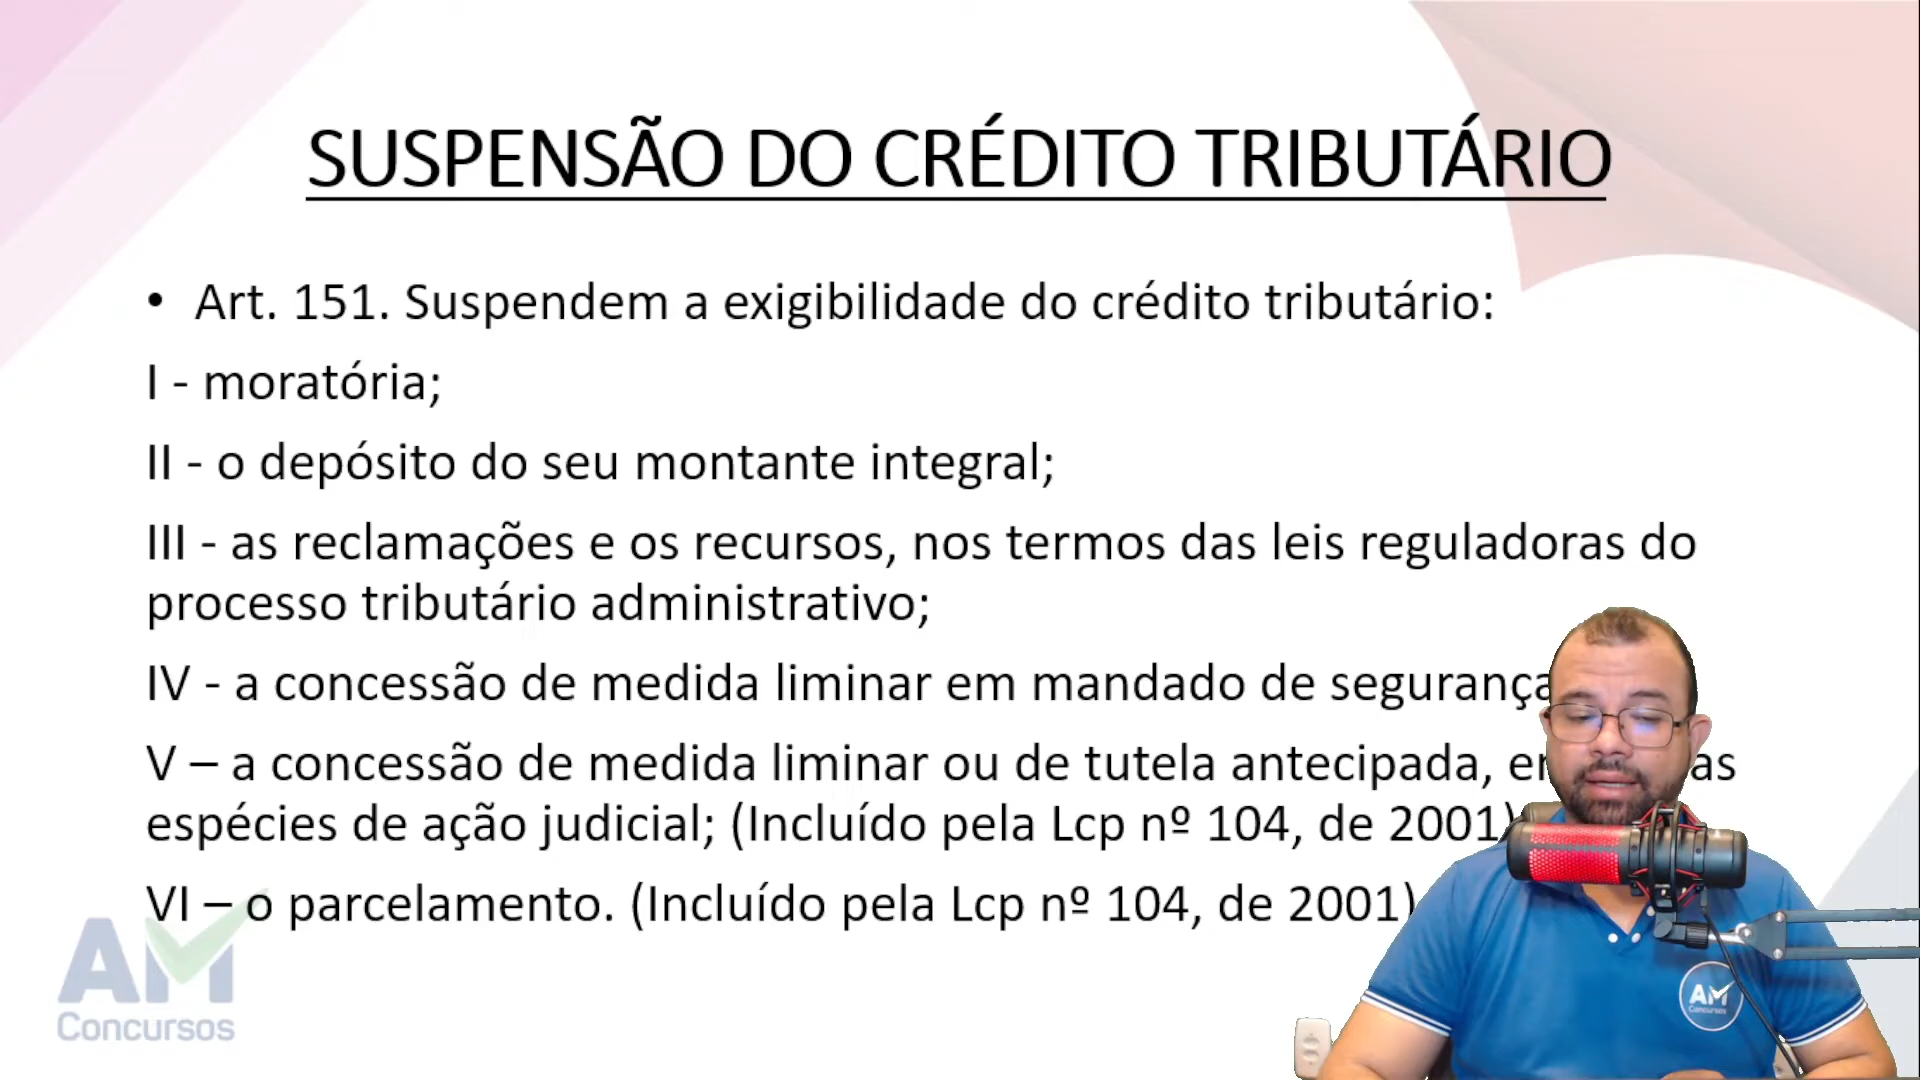 SUSPENSÃO DO CRÉDITO TRIBUTÁRIO
• Art. 151. Suspendem a exigibilidade do crédito tributário:
I - moratória;
II - o depósito do seu montante integral;
III - as reclamações e os recursos, nos termos das leis reguladoras do
processo tributário administrativo;
IV - a concessão de medida liminar em mandado de segurança
V – a concessão de medida liminar ou de tutela antecipada,
espécies de ação judicial; (Incluído pela Lcp nº 104, de 2001)
VI – o parcelamento. (Incluído pela Lcp nº 104, de 2001)
AM
Concursos
AM
Concursos